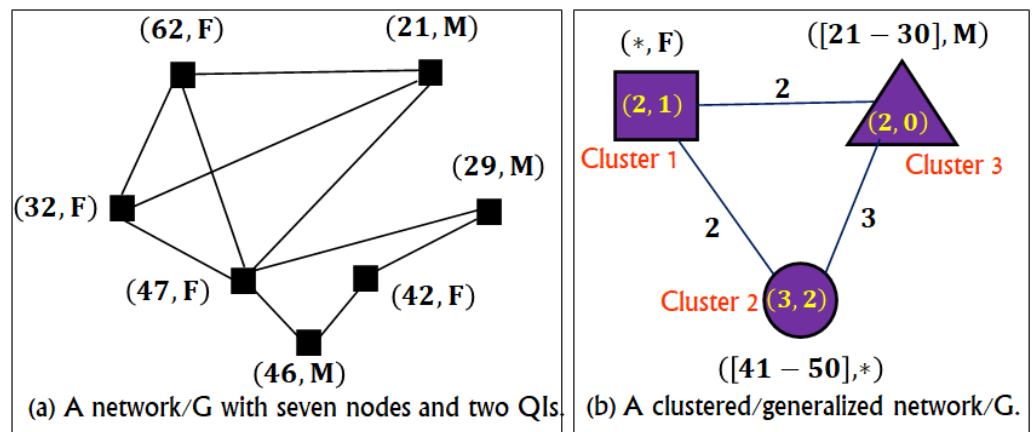 (62, F)
(21, M)
(29, M)
(32, F)
(47, F)
(42, F)
(46, M)
(a) A network/G with seven nodes and two QIs.
(∗, F)
([21 − 30], M)
2
(2, 1)
(2, 0)
Cluster 1
Cluster 3
2
3
Cluster 2
(3, 2)
([41 − 50],∗)
(b) A clustered/generalized network/G.